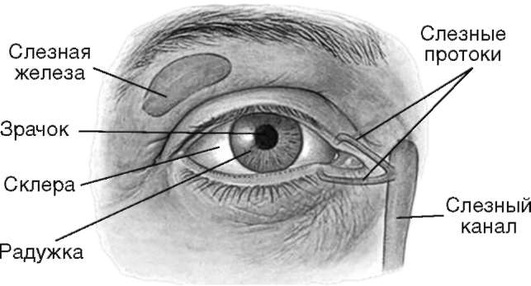 Слезная
железа
Зрачок
Склера
Радужка
Слезные
протоки
Слезный
канал